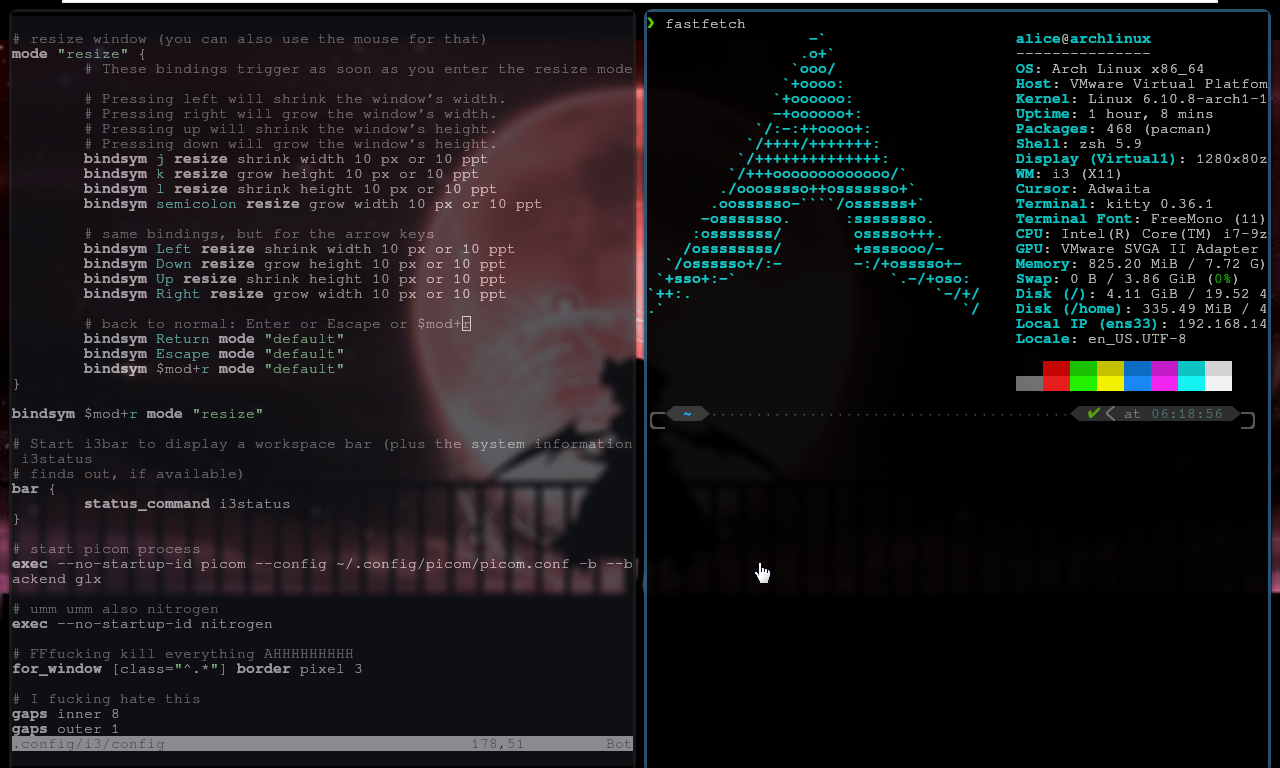 # resize window (you can also use the mouse for that)
mode "resize" {
# These bindings trigger as soon as you enter the resize mode
# Pressing left will shrink the window's width.
# Pressing right will grow the window's width.
# Pressing up will shrink the window's height.
# Pressing down will grow the window's height.
bindsym j resize shrink width 10 px or 10 ppt
bindsym k resize grow height 10 px or 10 ppt
bindsym l resize shrink height 10 px or 10 ppt
bindsym semicolon resize grow width 10 px or 10 ppt
# same bindings, but for the arrow keys
bindsym Left resize shrink width 10 px or 10 ppt
bindsym Down resize grow height 10 px or 10 ppt
bindsym Up resize shrink height 10 px or 10 ppt
bindsym Right resize grow width 10 px or 10 ppt
# back to normal: Enter or Escape or $mod+r
bindsym Return mode "default"
bindsym Escape mode "default"
bindsym $mod+r mode "default"
}
bindsym $mod+r mode "resize"
# Start i3bar to display a workspace bar (plus the system information
i3status
# finds out, if available)
bar {
status_command i3status
}
# start picom process
exec --no-startup-id picom --config ~/.config/picom/picom.conf -b --b
ackend glx
# umm umm also nitrogen
exec --no-startup-id nitrogen
# FFfucking kill everything AHHHHHHHHH
for_window [class="^.*"] border pixel 3
# I fucking hate this
gaps inner 8
gaps outer 1
.config/i3/config 178,51 Bot
❯ fastfetch
alice@archlinux
---------------
OS: Arch Linux x86_64
Host: VMware Virtual Platfom
Kernel: Linux 6.10.8-arch1-1
Uptime: 1 hour, 8 mins
Packages: 468 (pacman)
Shell: zsh 5.9
Display (Virtual1): 1280x80z
WM: i3 (X11)
Cursor: Adwaita
Terminal: kitty 0.36.1
Terminal Font: FreeMono (11)
CPU: Intel(R) Core(TM) i7-9z
GPU: VMware SVGA II Adapter
Memory: 825.20 MiB / 7.72 G)
Swap: 0 B / 3.86 GiB (0%)
Disk (/): 4.11 GiB / 19.52 4
Disk (/home): 335.49 MiB / 4
Local IP (ens33): 192.168.14
Locale: en_US.UTF-8
~ ✔ at 06:18:56